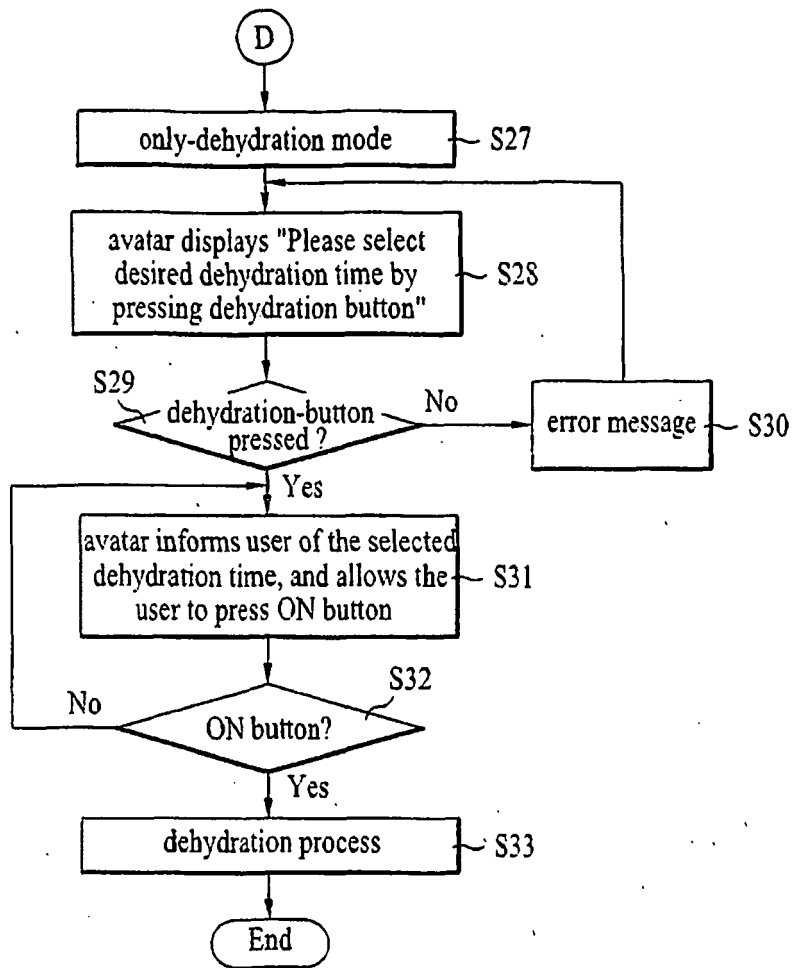 D
only-dehydration mode
S27
avatar displays "Please select
desired dehydration time by
pressing dehydration button"
S28
S29
dehydration-button
pressed ?
No
error message
S30
Yes
avatar informs user of the selected
dehydration time, and allows the
user to press ON button
S31
S32
No
ON button?
Yes
dehydration process
S33
End